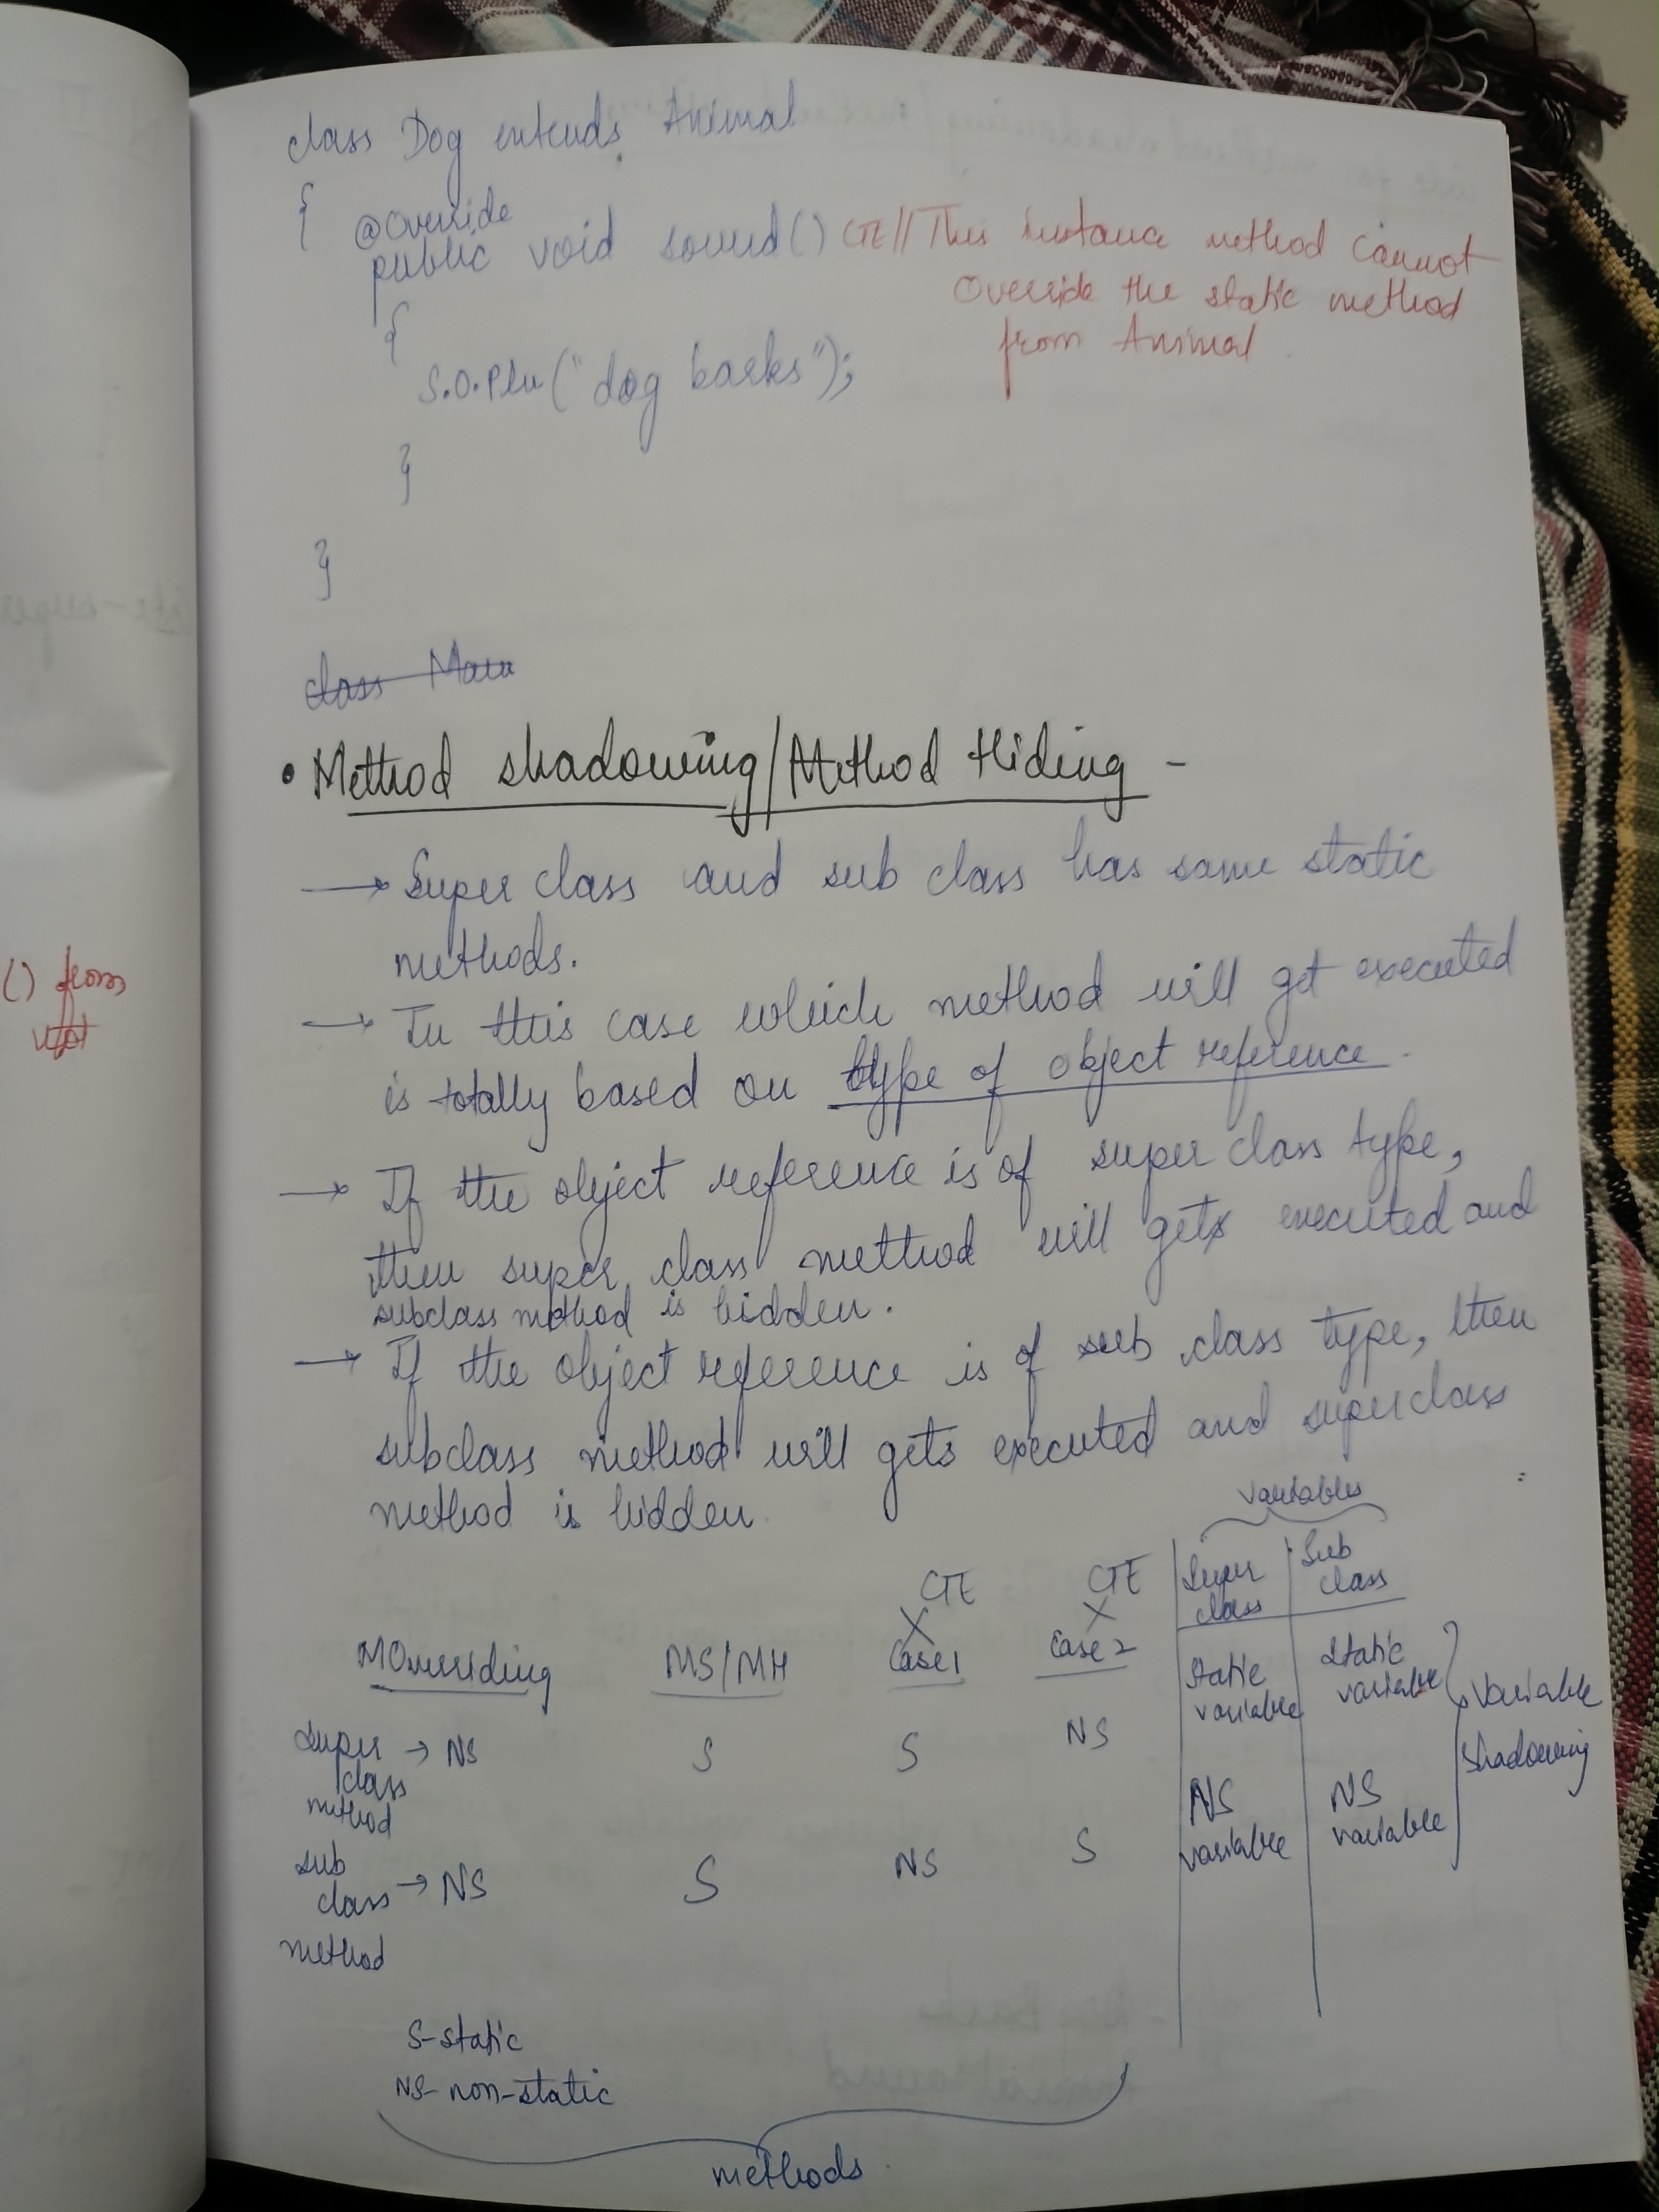 class Dog extends Animal
{ @Override
public void sound() CTE // This instance method cannot
override the static method
from Animal.
{
S.O.Pln("dog barks");
}
}
class Main
• Method shadowing/Method Hiding -
→ Super class and sub class has same static
methods.
→ In this case which method will get executed
is totally based on type of object reference.
→ If the object reference is of super class type,
then super class method will gets executed and
subclass method is hidden.
→ If the object reference is of sub class type, then
subclass method will gets executed and superclass
method is hidden.
variables
CTE CTE Super class Sub class
X X
MOverriding MS/MH Case1 Case2 Static variable Static variable
Super class method → NS S S NS
variable shadowing
NS variable NS variable
sub class method → NS S NS S
S-static
NS- non-static
methods
() from